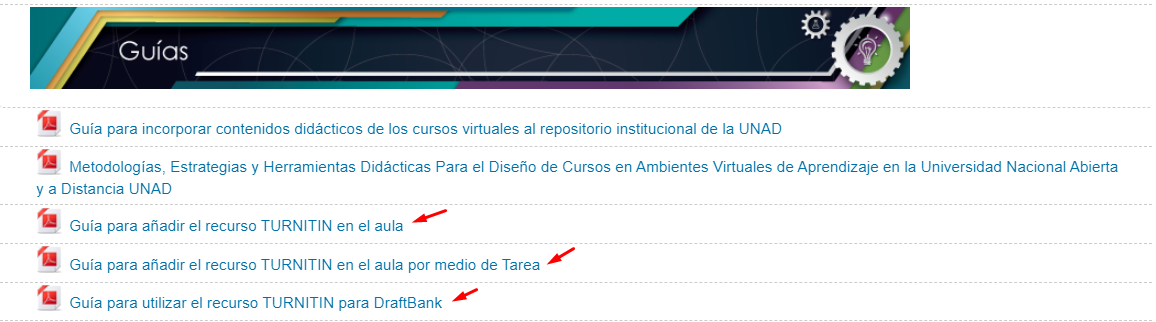 Guías
Guía para incorporar contenidos didácticos de los cursos virtuales al repositorio institucional de la UNAD
Metodologías, Estrategias y Herramientas Didácticas Para el Diseño de Cursos en Ambientes Virtuales de Aprendizaje en la Universidad Nacional Abierta
y a Distancia UNAD
Guía para añadir el recurso TURNITIN en el aula
Guía para añadir el recurso TURNITIN en el aula por medio de Tarea
Guía para utilizar el recurso TURNITIN para DraftBank